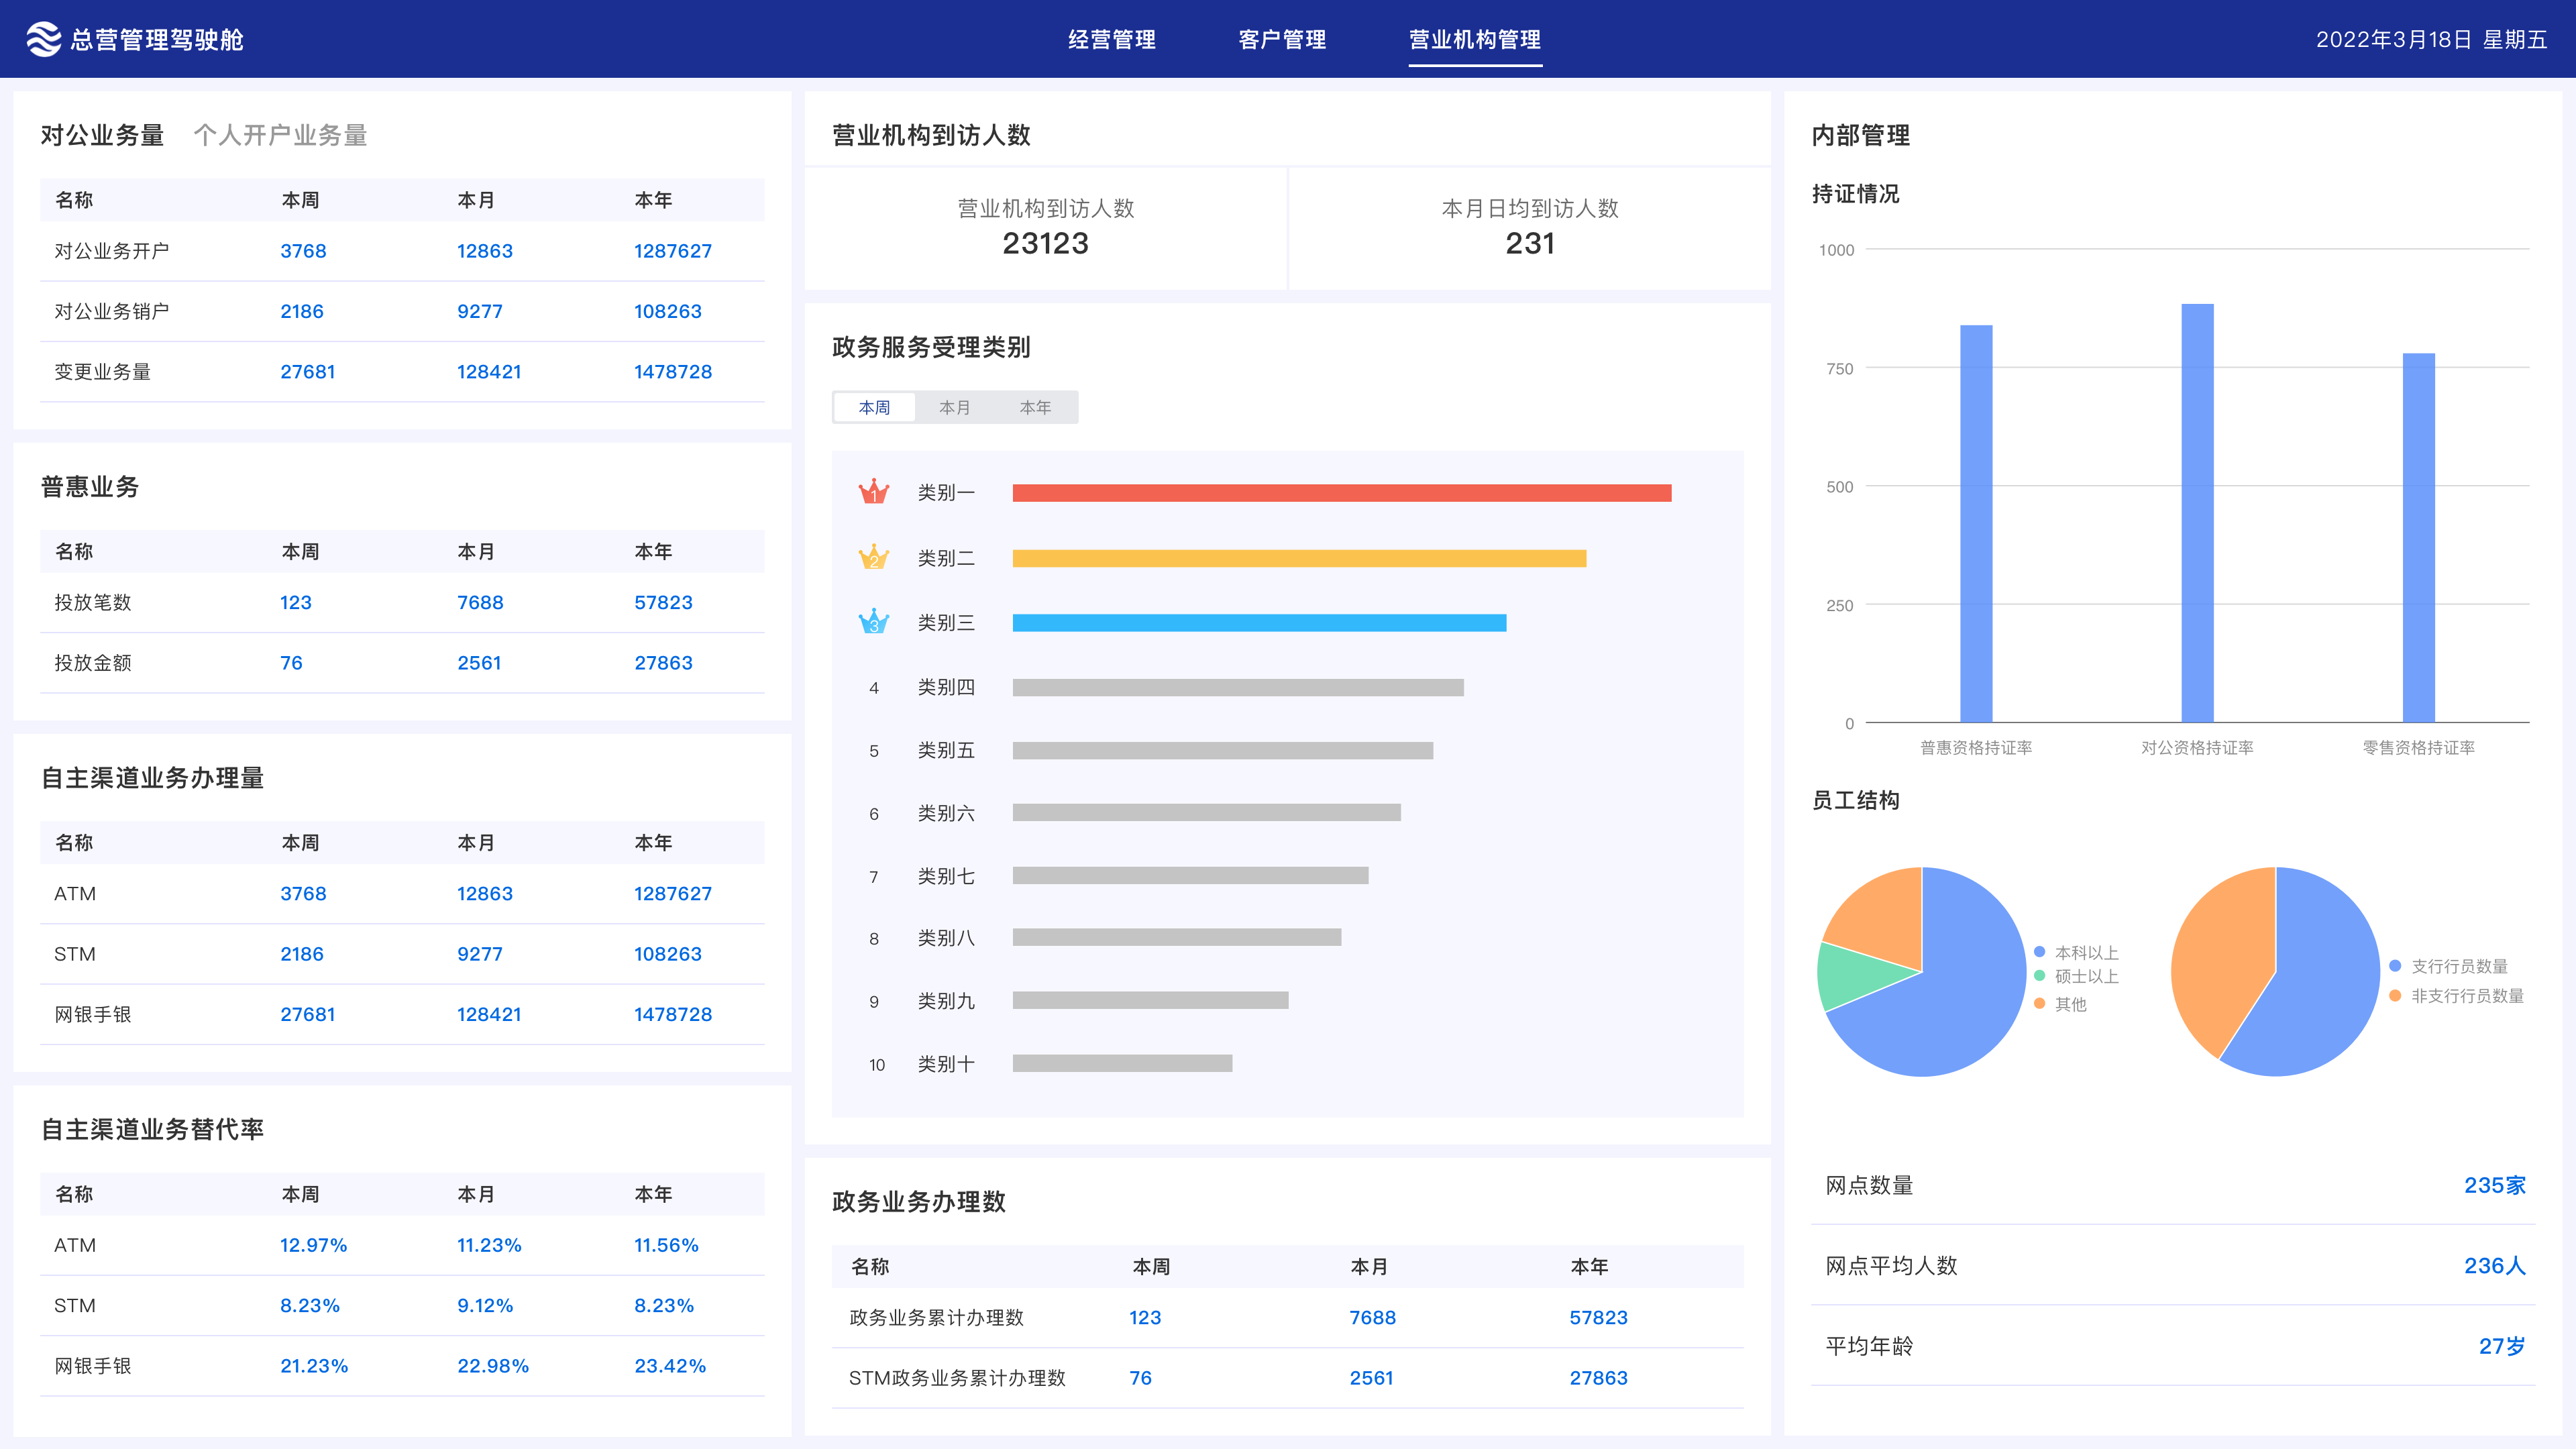 总营管理驾驶舱
经营管理 客户管理 营业机构管理
2022年3月18日 星期五
对公业务量 个人开户业务量
名称 本周 本月 本年
对公业务开户 3768 12863 1287627
对公业务销户 2186 9277 108263
变更业务量 27681 128421 1478728
普惠业务
名称 本周 本月 本年
投放笔数 123 7688 57823
投放金额 76 2561 27863
自主渠道业务办理量
名称 本周 本月 本年
ATM 3768 12863 1287627
STM 2186 9277 108263
网银手银 27681 128421 1478728
自主渠道业务替代率
名称 本周 本月 本年
ATM 12.97% 11.23% 11.56%
STM 8.23% 9.12% 8.23%
网银手银 21.23% 22.98% 23.42%
营业机构到访人数
营业机构到访人数 本月日均到访人数
23123 231
政务服务受理类别
本周 本月 本年
1 类别一
2 类别二
3 类别三
4 类别四
5 类别五
6 类别六
7 类别七
8 类别八
9 类别九
10 类别十
政务业务办理数
名称 本周 本月 本年
政务业务累计办理数 123 7688 57823
STM政务业务累计办理数 76 2561 27863
内部管理
持证情况
1000
750
500
250
0
普惠资格持证率 对公资格持证率 零售资格持证率
员工结构
本科以上
硕士以上
其他
支行行员数量
非支行行员数量
网点数量 235家
网点平均人数 236人
平均年龄 27岁